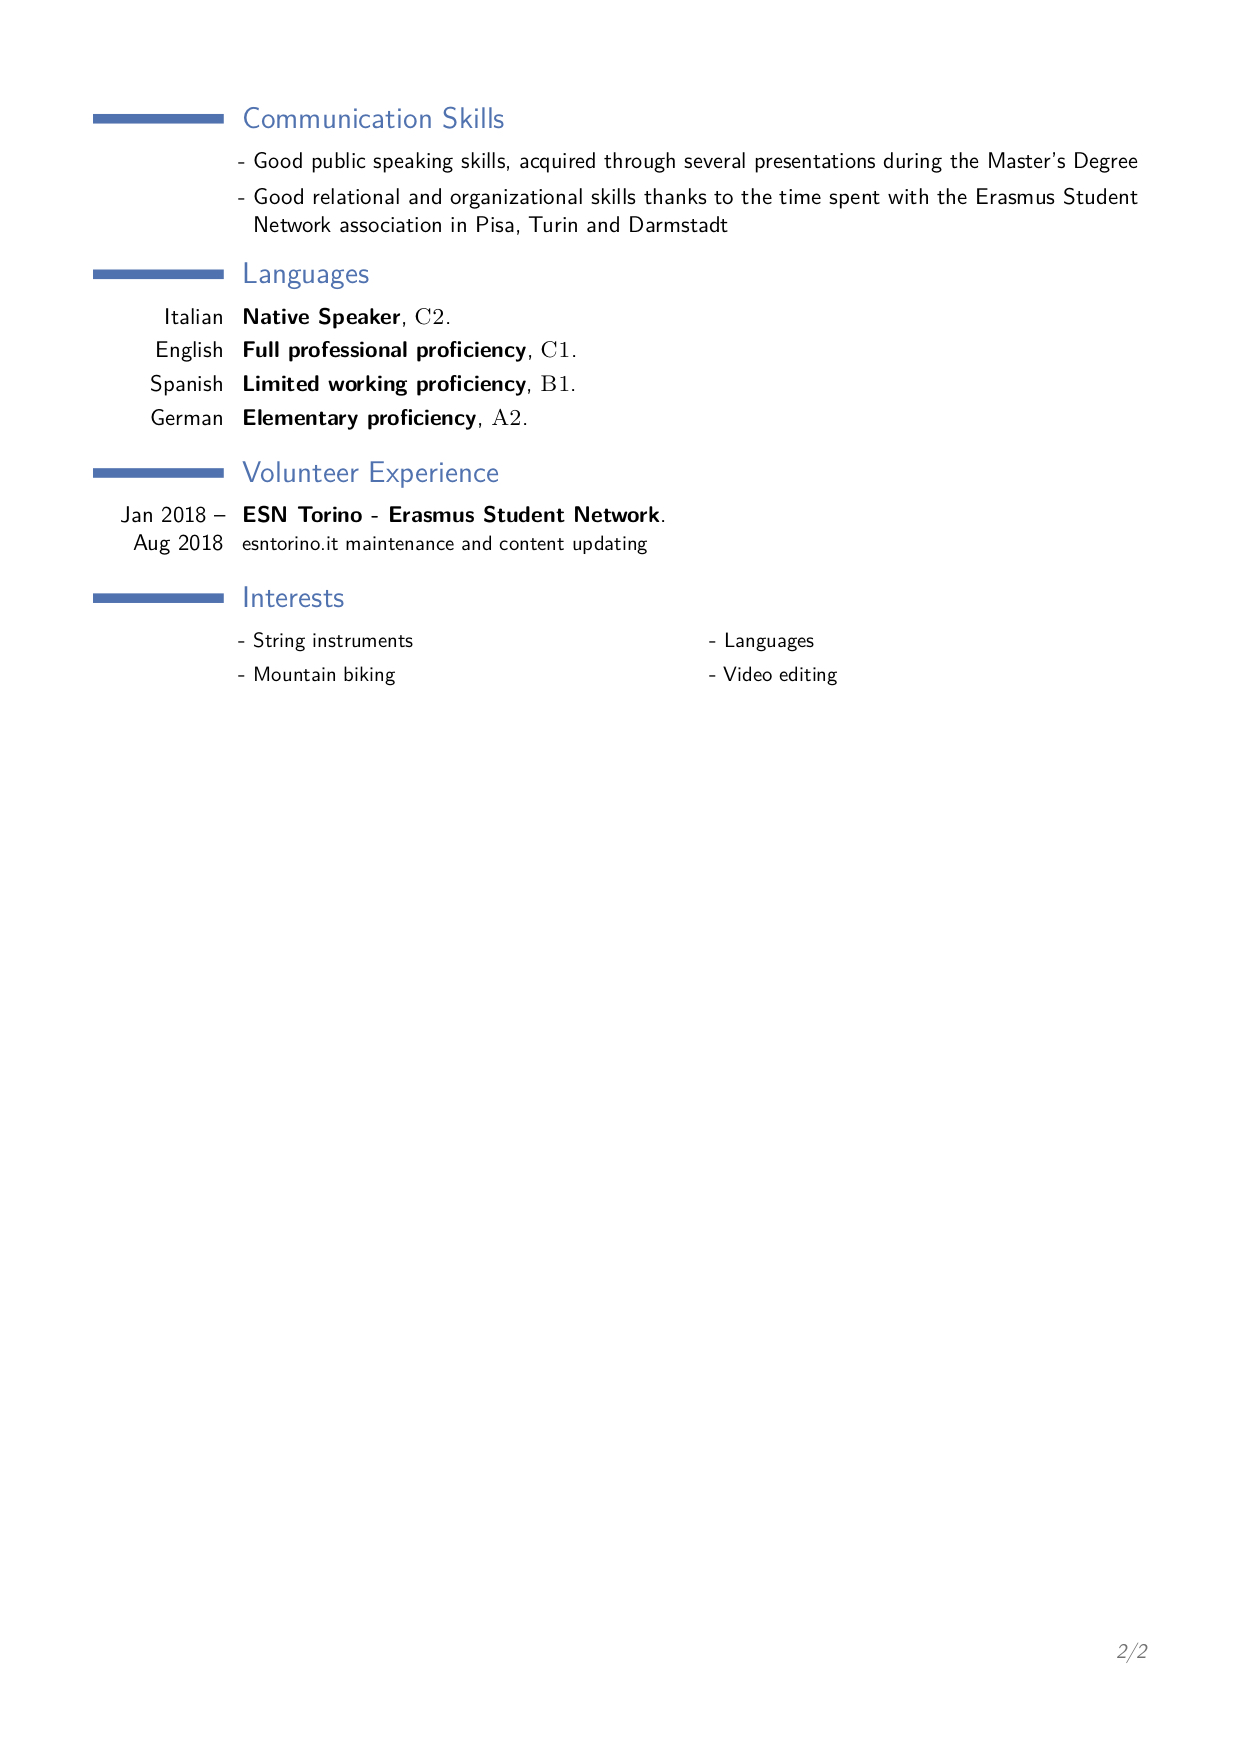 Communication Skills
- Good public speaking skills, acquired through several presentations during the Master's Degree
- Good relational and organizational skills thanks to the time spent with the Erasmus Student
Network association in Pisa, Turin and Darmstadt
Languages
Italian Native Speaker, C2.
English Full professional proficiency, C1.
Spanish Limited working proficiency, B1.
German Elementary proficiency, A2.
Volunteer Experience
Jan 2018 – ESN Torino - Erasmus Student Network.
Aug 2018 esntorino.it maintenance and content updating
Interests
- String instruments - Languages
- Mountain biking - Video editing
2/2